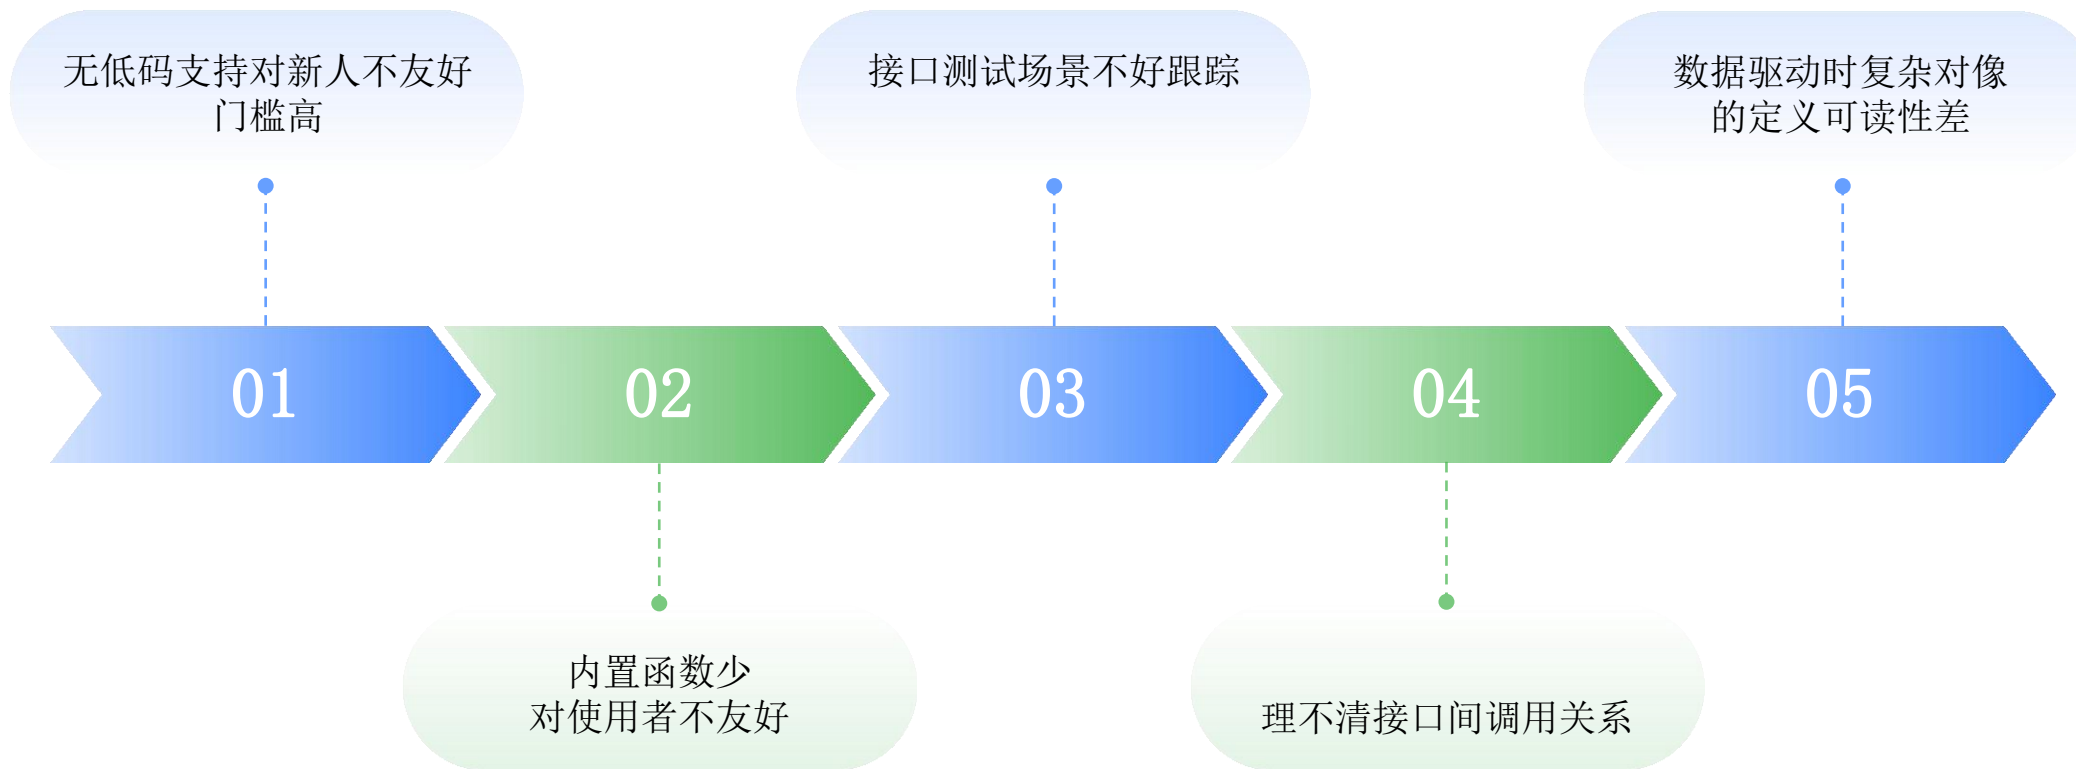 无低码支持对新人不友好
门槛高
接口测试场景不好跟踪
数据驱动时复杂对像
的定义可读性差
01
02
03
04
05
内置函数少
对使用者不友好
理不清接口间调用关系